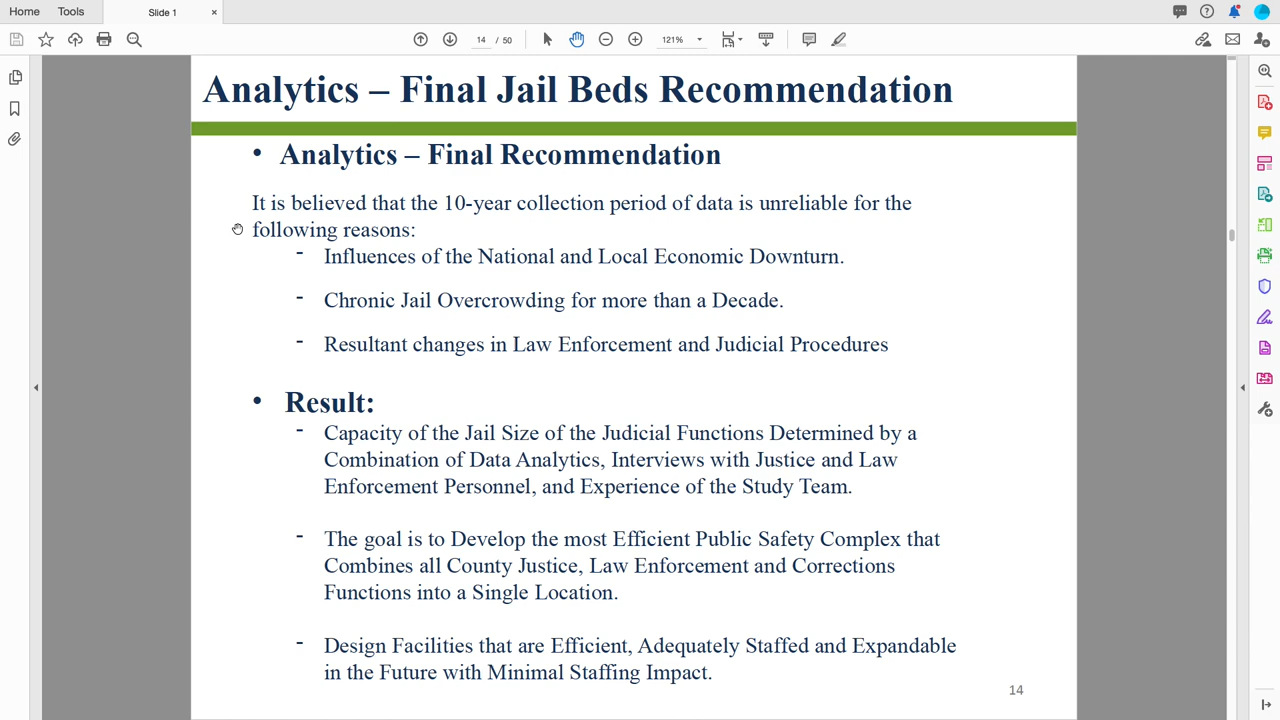 Home Tools Slide 1 ×
14 / 50 121%
Analytics – Final Jail Beds Recommendation
• Analytics – Final Recommendation
It is believed that the 10-year collection period of data is unreliable for the
following reasons:
- Influences of the National and Local Economic Downturn.
- Chronic Jail Overcrowding for more than a Decade.
- Resultant changes in Law Enforcement and Judicial Procedures
• Result:
- Capacity of the Jail Size of the Judicial Functions Determined by a
Combination of Data Analytics, Interviews with Justice and Law
Enforcement Personnel, and Experience of the Study Team.
- The goal is to Develop the most Efficient Public Safety Complex that
Combines all County Justice, Law Enforcement and Corrections
Functions into a Single Location.
- Design Facilities that are Efficient, Adequately Staffed and Expandable
in the Future with Minimal Staffing Impact.
14